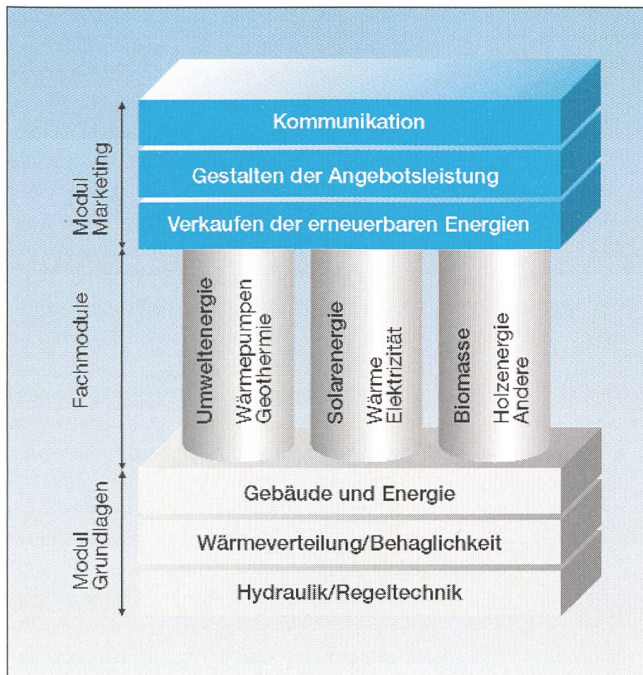 Modul
Marketing
Kommunikation
Gestalten der Angebotsleistung
Verkaufen der erneuerbaren Energien
Fachmodule
Umweltenergie
Wärmepumpen
Geothermie
Solarenergie
Wärme
Elektrizität
Biomasse
Holzenergie
Andere
Modul
Grundlagen
Gebäude und Energie
Wärmeverteilung/Behaglichkeit
Hydraulik/Regeltechnik